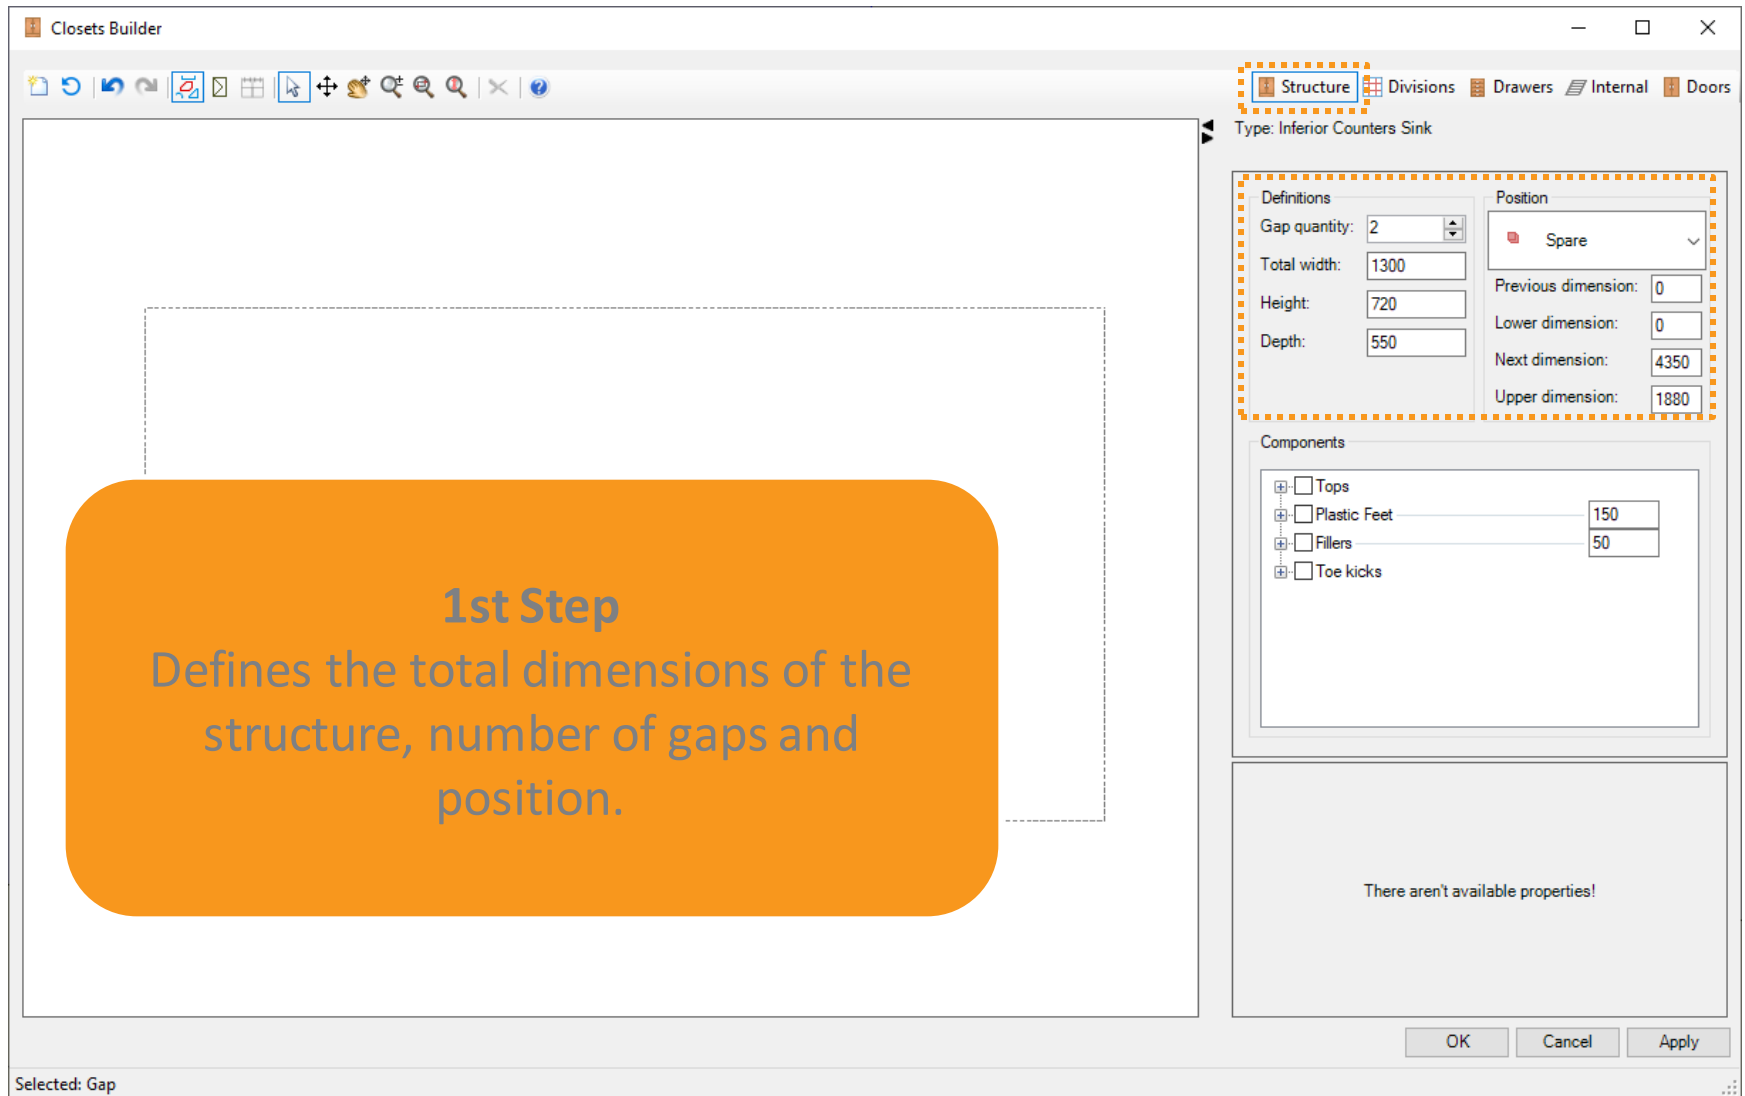 Closets Builder
Structure Divisions Drawers Internal Doors
Type: Inferior Counters Sink
Definitions
Gap quantity: 2
Total width: 1300
Height: 720
Depth: 550
Position
Spare
Previous dimension: 0
Lower dimension: 0
Next dimension: 4350
Upper dimension: 1880
Components
Tops
Plastic Feet 150
Fillers 50
Toe kicks
1st Step
Defines the total dimensions of the
structure, number of gaps and
position.
There aren't available properties!
OK Cancel Apply
Selected: Gap